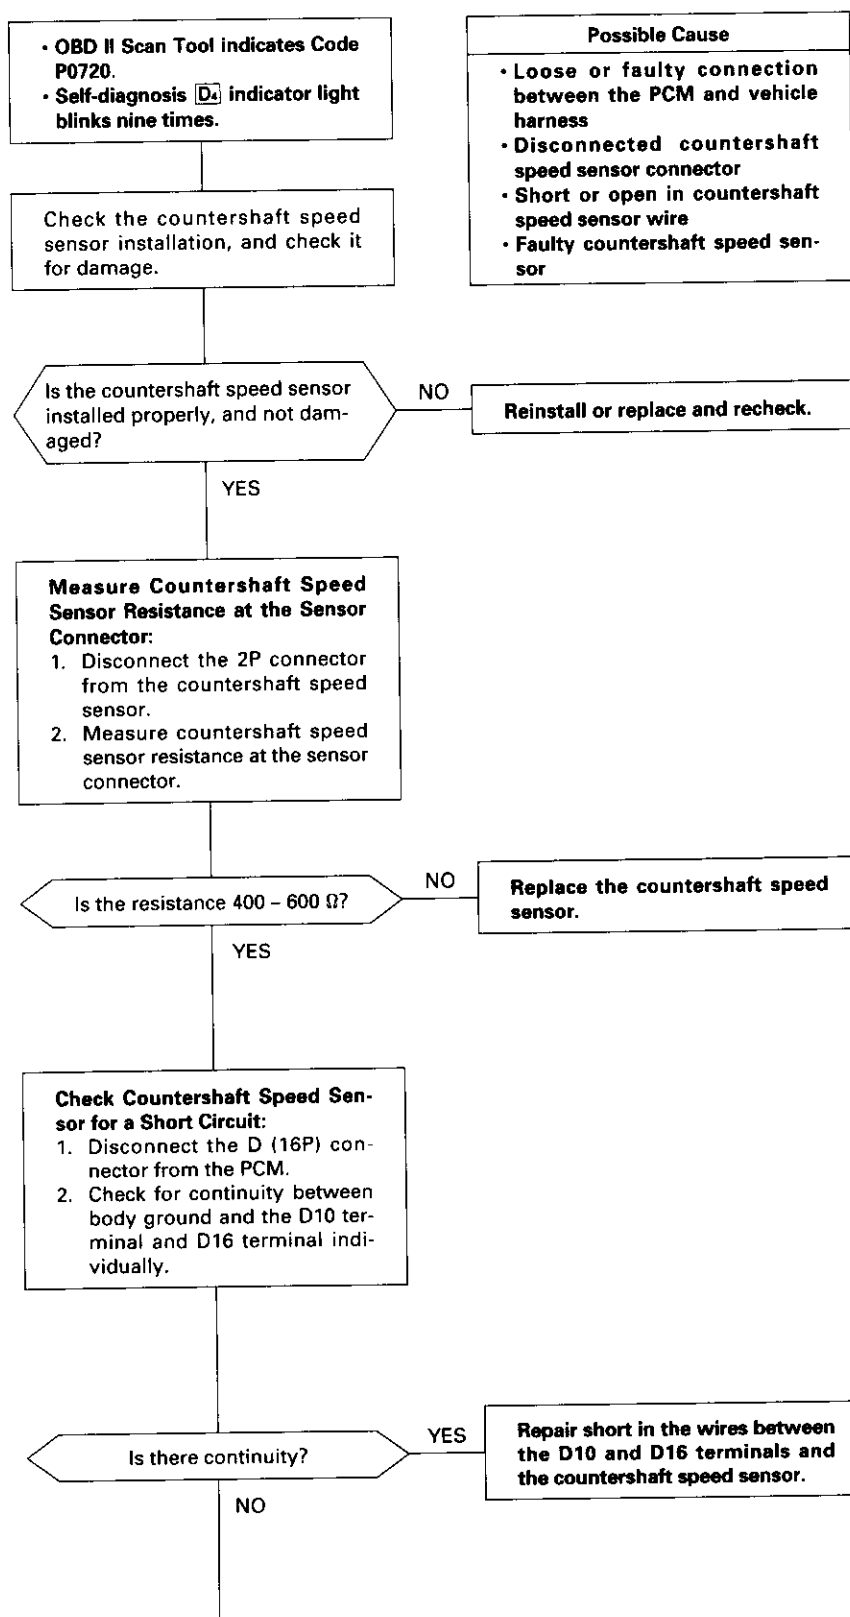 • OBD II Scan Tool indicates Code
P0720.
• Self-diagnosis D4 indicator light
blinks nine times.
Possible Cause
• Loose or faulty connection
between the PCM and vehicle
harness
• Disconnected countershaft
speed sensor connector
• Short or open in countershaft
speed sensor wire
• Faulty countershaft speed sen-
sor
Check the countershaft speed
sensor installation, and check it
for damage.
Is the countershaft speed sensor
installed properly, and not dam-
aged?
NO
Reinstall or replace and recheck.
YES
Measure Countershaft Speed
Sensor Resistance at the Sensor
Connector:
1. Disconnect the 2P connector
from the countershaft speed
sensor.
2. Measure countershaft speed
sensor resistance at the sensor
connector.
Is the resistance 400 – 600 Ω?
NO
Replace the countershaft speed
sensor.
YES
Check Countershaft Speed Sen-
sor for a Short Circuit:
1. Disconnect the D (16P) con-
nector from the PCM.
2. Check for continuity between
body ground and the D10 ter-
minal and D16 terminal indi-
vidually.
Is there continuity?
YES
Repair short in the wires between
the D10 and D16 terminals and
the countershaft speed sensor.
NO